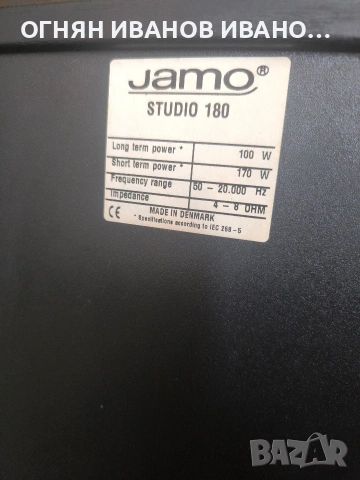 ОГНЯН ИВАНОВ ИВАНО...
Jamo®
STUDIO 180
Long term power * 100 W
Short term power * 170 W
Frequency range 50 - 20.000 Hz
Impedance 4 - 8 OHM
CE MADE IN DENMARK
* Specifications according to IEC 268-5
BAZAR